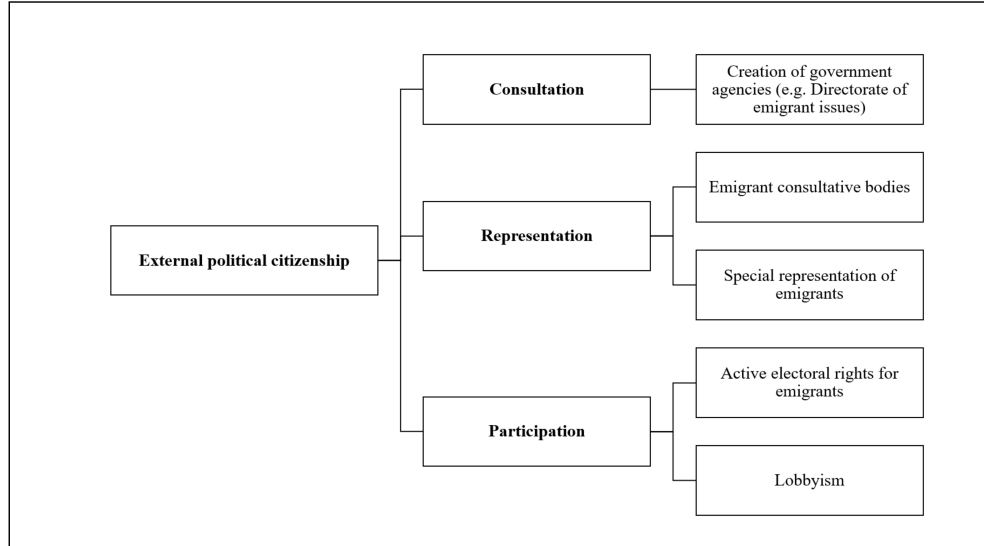 External political citizenship
Consultation
Creation of government
agencies (e.g. Directorate of
emigrant issues)
Representation
Emigrant consultative bodies
Special representation of
emigrants
Participation
Active electoral rights for
emigrants
Lobbyism